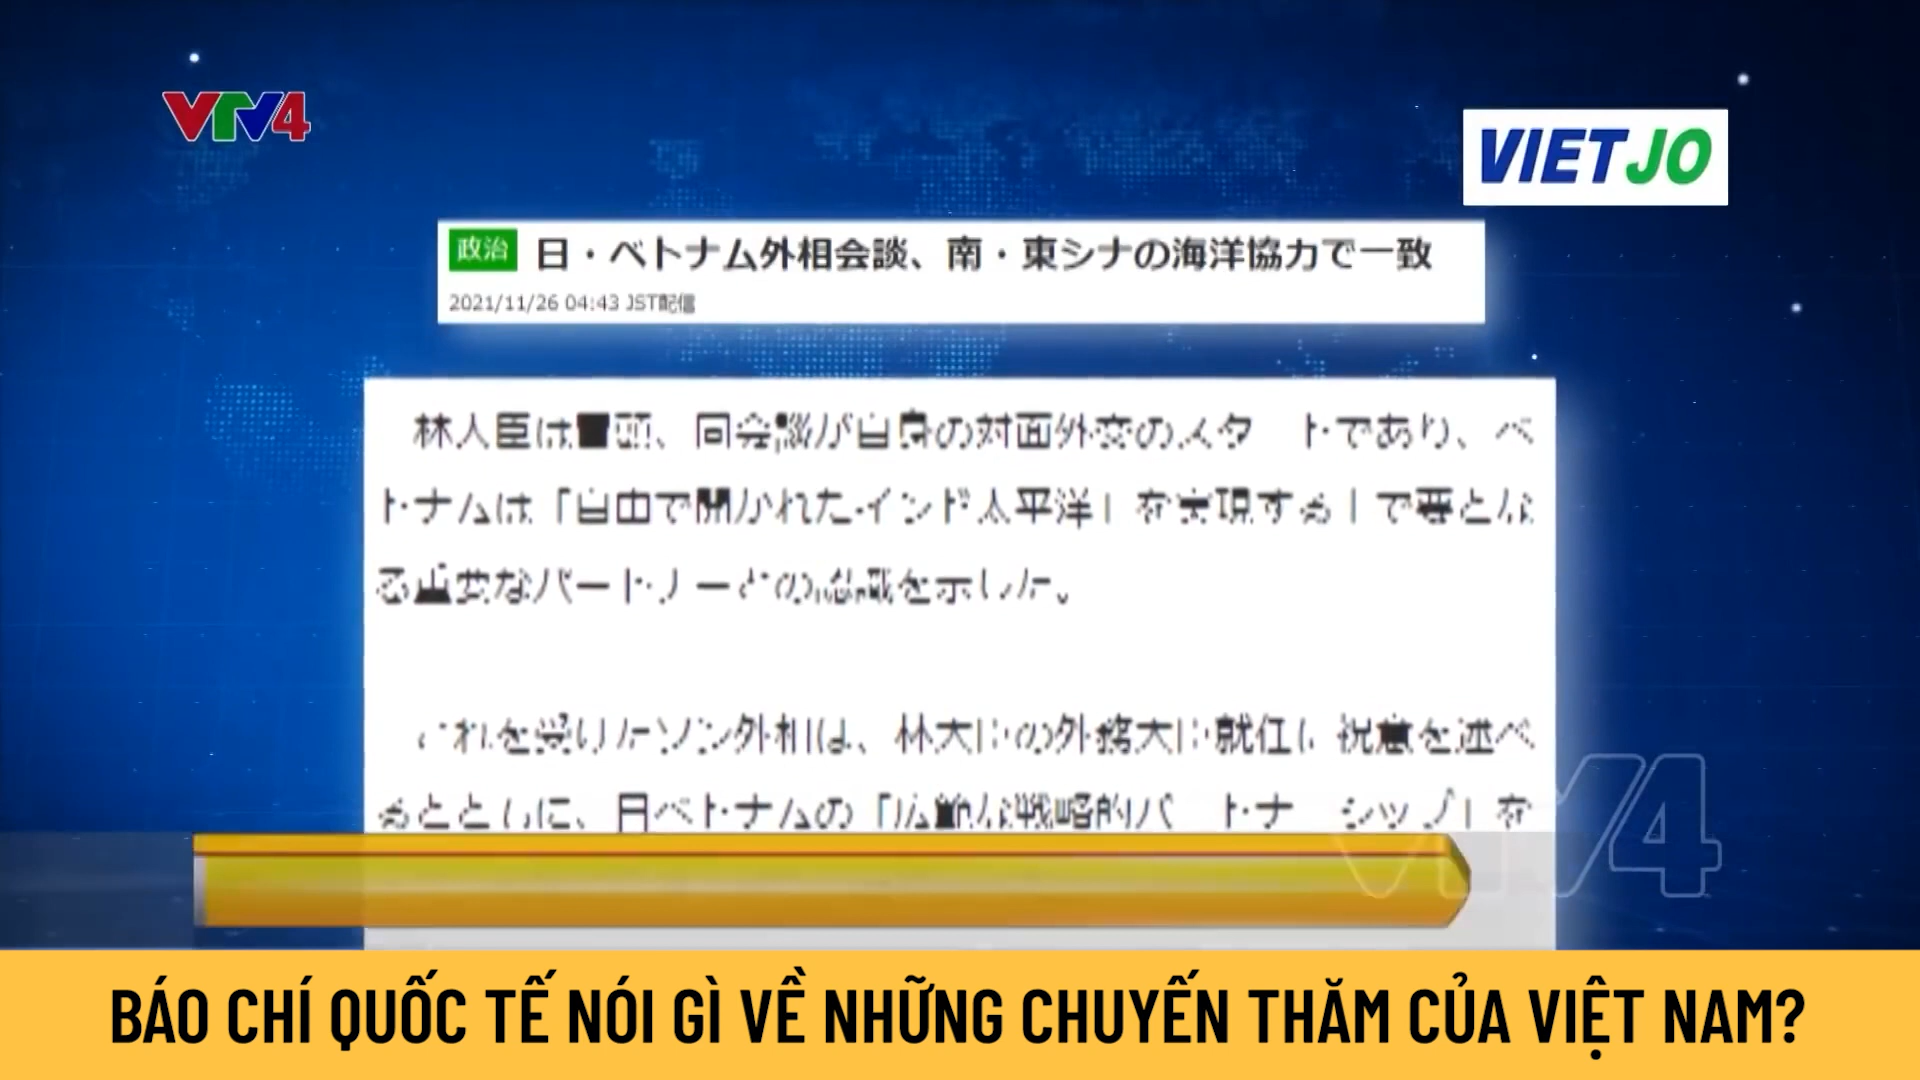 VTV4
VIETJO
政治 日・ベトナム外相会談、南・東シナの海洋協力で一致
2021/11/26 04:43 JST配信
林大臣は冒頭、同会談が自身の対面外交のスタートであり、ベ
トナムは「自由で開かれたインド太平洋」を実現する上で要とな
る重要なパートナーとの認識を示した。
これを受けたソン外相は、林大臣の外務大臣就任に祝意を述べ
るとともに、日ベトナムの「広範な戦略的パートナーシップ」を
VTV4
BÁO CHÍ QUỐC TẾ NÓI GÌ VỀ NHỮNG CHUYẾN THĂM CỦA VIỆT NAM?